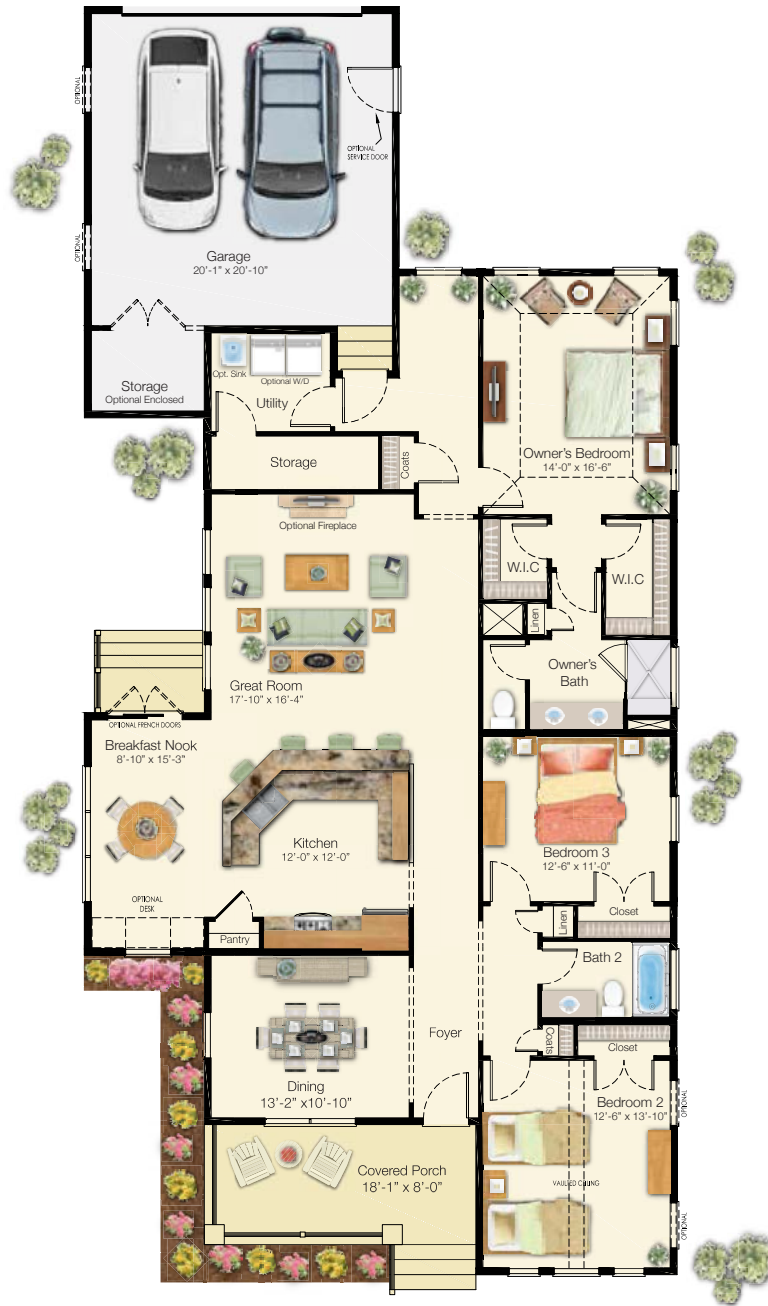 OPTIONAL
OPTIONAL
SERVICE DOOR
OPTIONAL
Garage
20'-1" x 20'-10"
Storage
Optional Enclosed
Opt. Sink
Optional W/D
Utility
Storage
Coats
Owner's Bedroom
14'-0" x 16'-6"
Optional Fireplace
W.I.C
W.I.C
Linen
Owner's
Bath
Great Room
17'-10" x 16'-4"
OPTIONAL FRENCH DOORS
Breakfast Nook
8'-10" x 15'-3"
Kitchen
12'-0" x 12'-0"
Bedroom 3
12'-6" x 11'-0"
OPTIONAL
DESK
Pantry
Linen
Closet
Bath 2
Foyer
Coats
Closet
Dining
13'-2" x10'-10"
Bedroom 2
12'-6" x 13'-10"
OPTIONAL
Covered Porch
18'-1" x 8'-0"
VAULTED CEILING
OPTIONAL